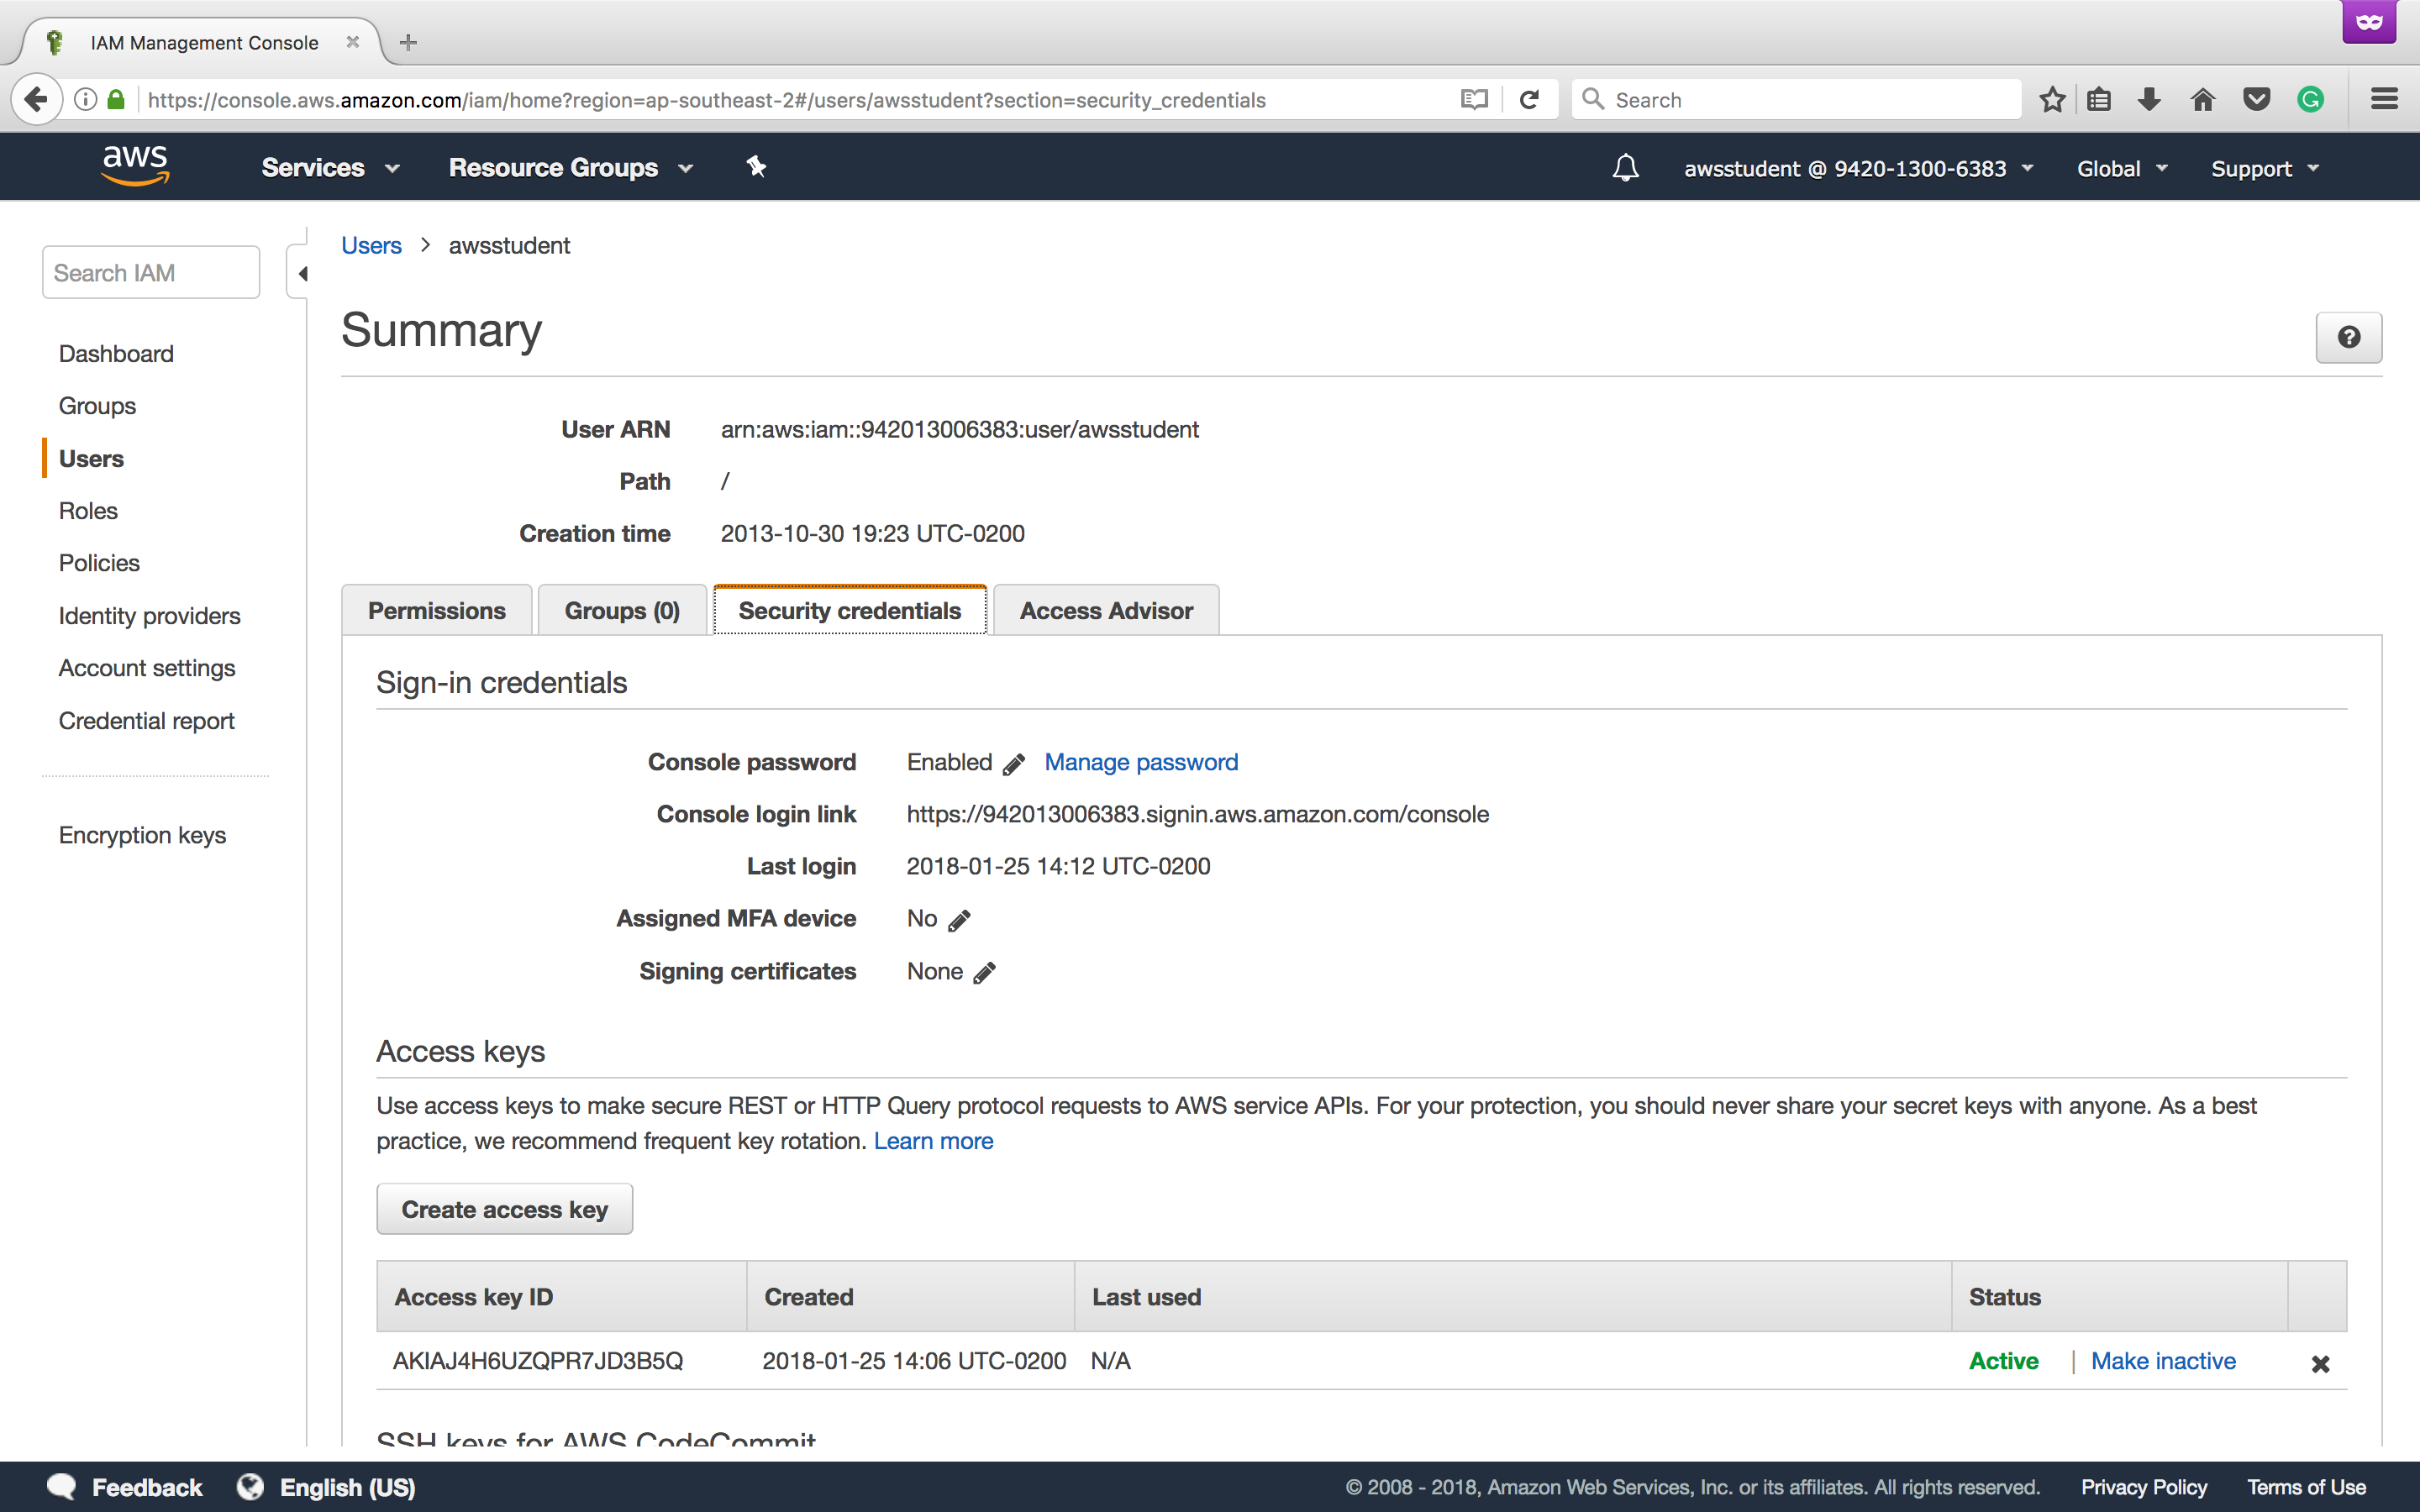 IAM Management Console
https://console.aws.amazon.com/iam/home?region=ap-southeast-2#/users/awsstudent?section=security_credentials
Search
aws
Services
Resource Groups
awsstudent @ 9420-1300-6383
Global
Support
Search IAM
Dashboard
Groups
Users
Roles
Policies
Identity providers
Account settings
Credential report
Encryption keys
Users > awsstudent
Summary
User ARN arn:aws:iam::942013006383:user/awsstudent
Path /
Creation time 2013-10-30 19:23 UTC-0200
Permissions Groups (0) Security credentials Access Advisor
Sign-in credentials
Console password Enabled Manage password
Console login link https://942013006383.signin.aws.amazon.com/console
Last login 2018-01-25 14:12 UTC-0200
Assigned MFA device No
Signing certificates None
Access keys
Use access keys to make secure REST or HTTP Query protocol requests to AWS service APIs. For your protection, you should never share your secret keys with anyone. As a best
practice, we recommend frequent key rotation. Learn more
Create access key
Access key ID Created Last used Status
AKIAJ4H6UZQPR7JD3B5Q 2018-01-25 14:06 UTC-0200 N/A Active | Make inactive
SSH keys for AWS CodeCommit
Feedback English (US) © 2008 - 2018, Amazon Web Services, Inc. or its affiliates. All rights reserved. Privacy Policy Terms of Use